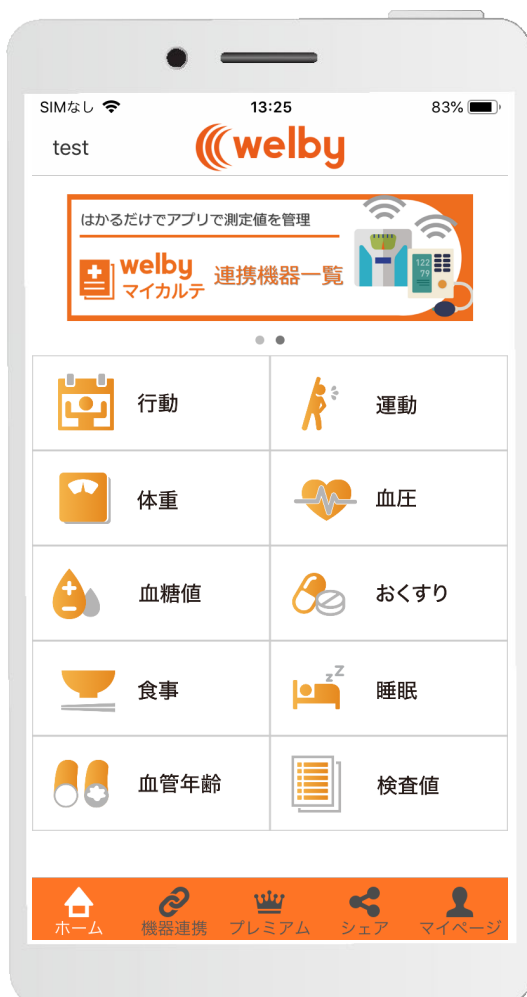 SIMなし 13:25 83%
test welby
はかるだけでアプリで測定値を管理
welby
マイカルテ 連携機器一覧
122
79
行動 運動
体重 血圧
血糖値 おくすり
食事 睡眠
zZ
血管年齢 検査値
ホーム 機器連携 プレミアム シェア マイページ